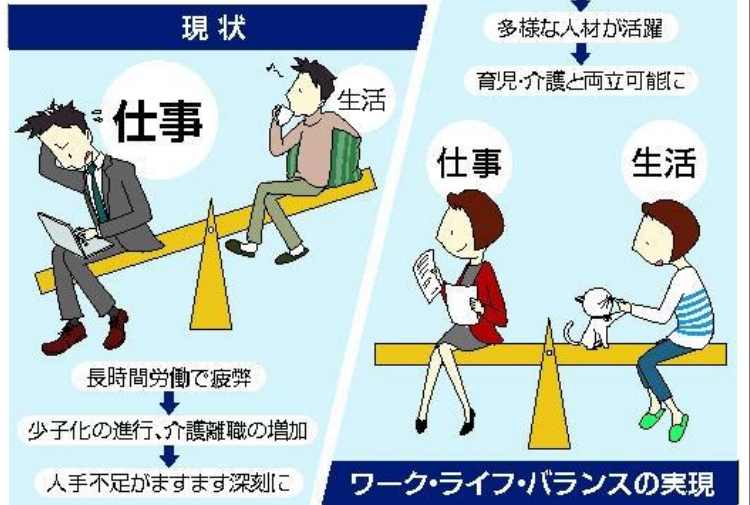 現状
仕事
生活
長時間労働で疲弊
少子化の進行、介護離職の増加
人手不足がますます深刻に
多様な人材が活躍
育児・介護と両立可能に
仕事
生活
ワーク・ライフ・バランスの実現